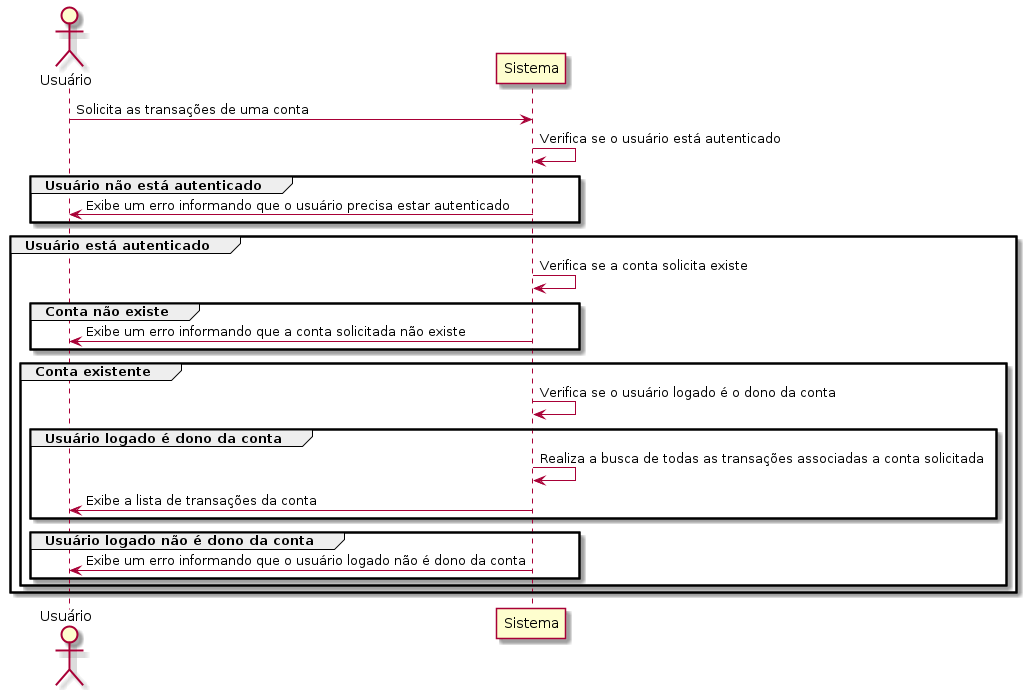 Usuário
Sistema
Solicita as transações de uma conta
Verifica se o usuário está autenticado
Usuário não está autenticado
Exibe um erro informando que o usuário precisa estar autenticado
Usuário está autenticado
Verifica se a conta solicita existe
Conta não existe
Exibe um erro informando que a conta solicitada não existe
Conta existente
Verifica se o usuário logado é o dono da conta
Usuário logado é dono da conta
Realiza a busca de todas as transações associadas a conta solicitada
Exibe a lista de transações da conta
Usuário logado não é dono da conta
Exibe um erro informando que o usuário logado não é dono da conta
Usuário
Sistema